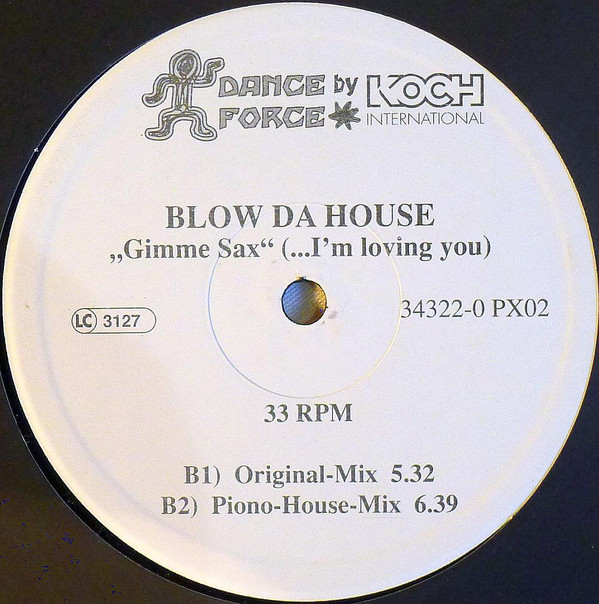 DANCE by KOCH
FORCE INTERNATIONAL
BLOW DA HOUSE
„Gimme Sax“ (...I'm loving you)
LC 3127
34322-0 PX02
33 RPM
B1) Original-Mix 5.32
B2) Piono-House-Mix 6.39